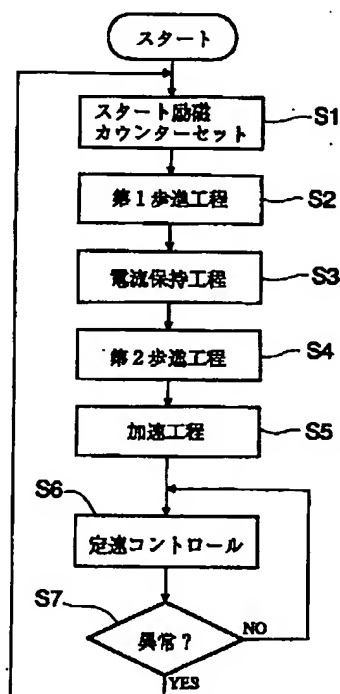 スタート
スタート励磁
カウンターセット
S1
第1歩進工程
S2
電流保持工程
S3
第2歩進工程
S4
加速工程
S5
S6
定速コントロール
S7
異常?
NO
YES